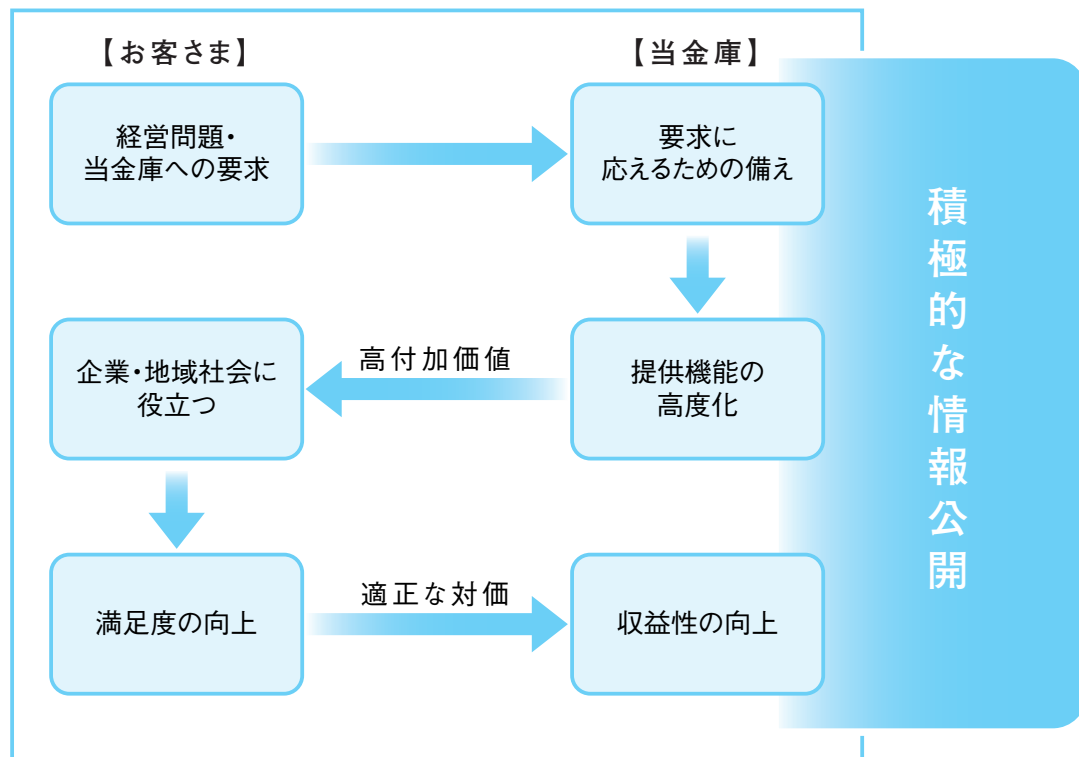 【お客さま】
【当金庫】
経営問題・
当金庫への要求
要求に
応えるための備え
高付加価値
企業・地域社会に
役立つ
提供機能の
高度化
適正な対価
満足度の向上
収益性の向上
積極的な情報公開